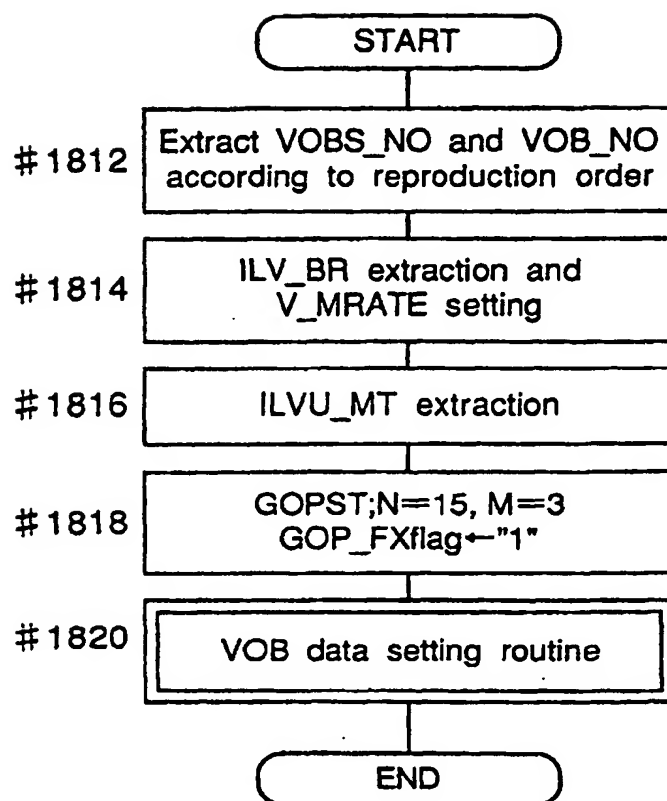 START
#1812
Extract VOBS_NO and VOB_NO
according to reproduction order
#1814
ILV_BR extraction and
V_MRATE setting
#1816
ILVU_MT extraction
#1818
GOPST;N=15, M=3
GOP_FXflag←"1"
#1820
VOB data setting routine
END